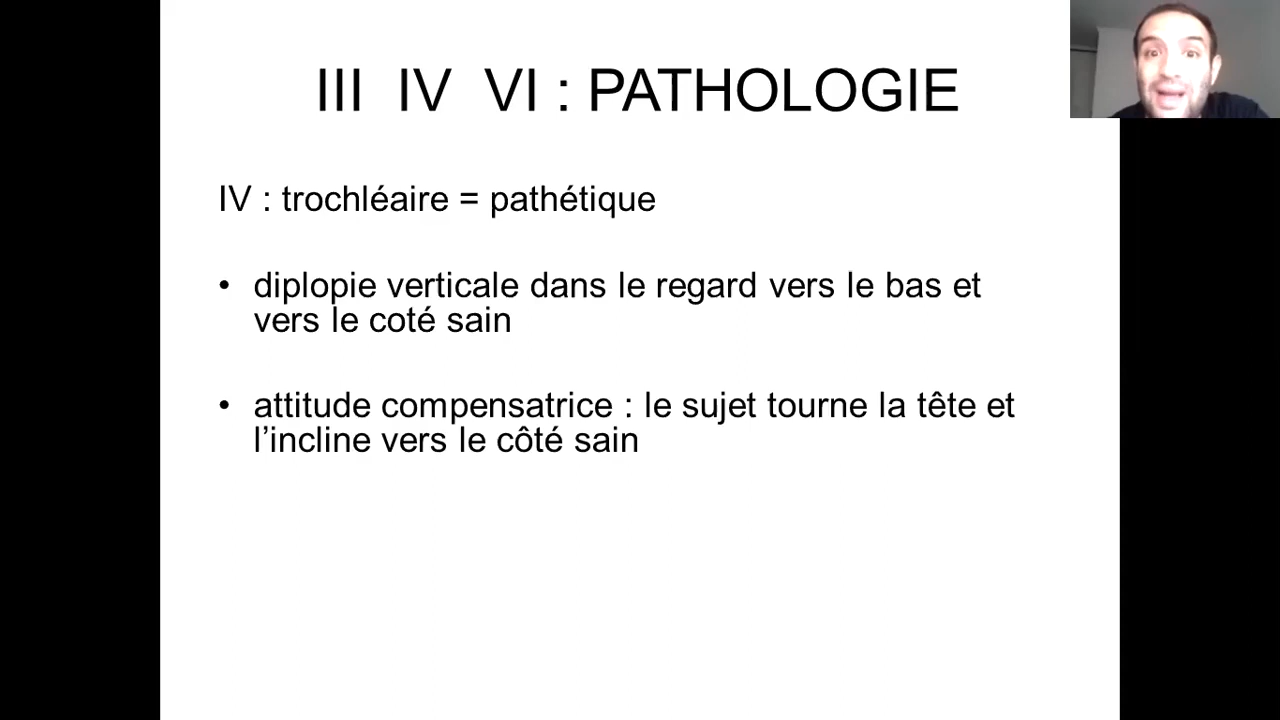 III IV VI : PATHOLOGIE
IV : trochléaire = pathétique
• diplopie verticale dans le regard vers le bas et
vers le coté sain
• attitude compensatrice : le sujet tourne la tête et
l’incline vers le côté sain